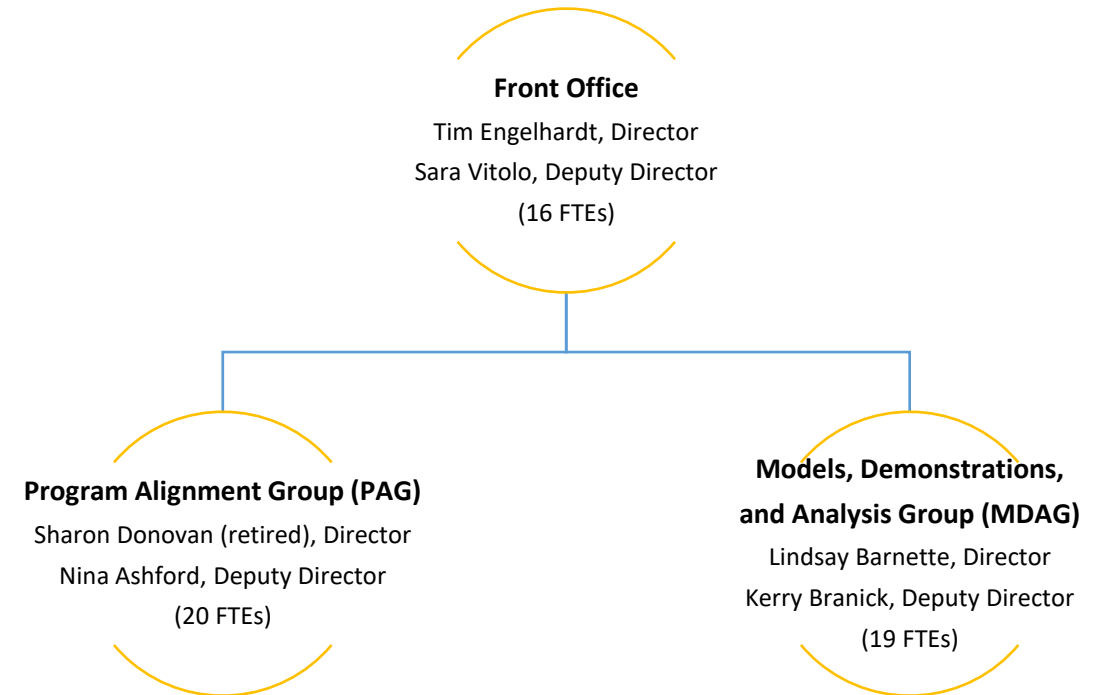 Front Office
Tim Engelhardt, Director
Sara Vitolo, Deputy Director
(16 FTEs)
Program Alignment Group (PAG)
Sharon Donovan (retired), Director
Nina Ashford, Deputy Director
(20 FTEs)
Models, Demonstrations,
and Analysis Group (MDAG)
Lindsay Barnette, Director
Kerry Branick, Deputy Director
(19 FTEs)